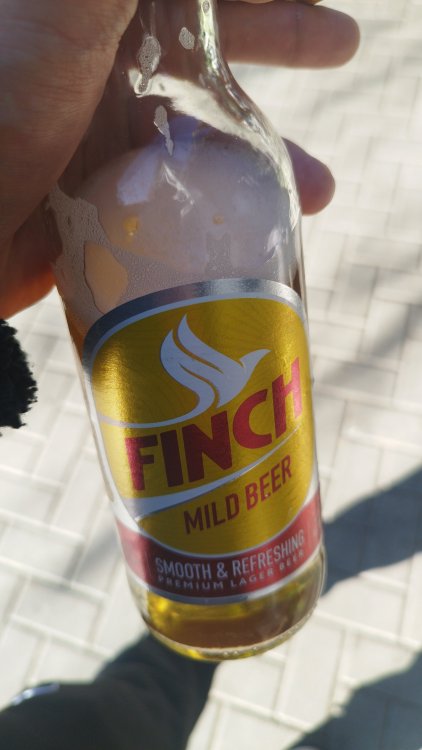 FINCH
MILD BEER
SMOOTH & REFRESHING
PREMIUM LAGER BEER